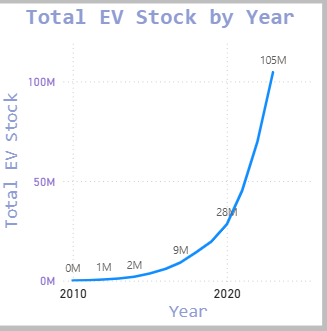 Total EV Stock by Year
105M
100M
Total EV Stock
50M
28M
9M
2M
1M
0M
0M
2010
2020
Year